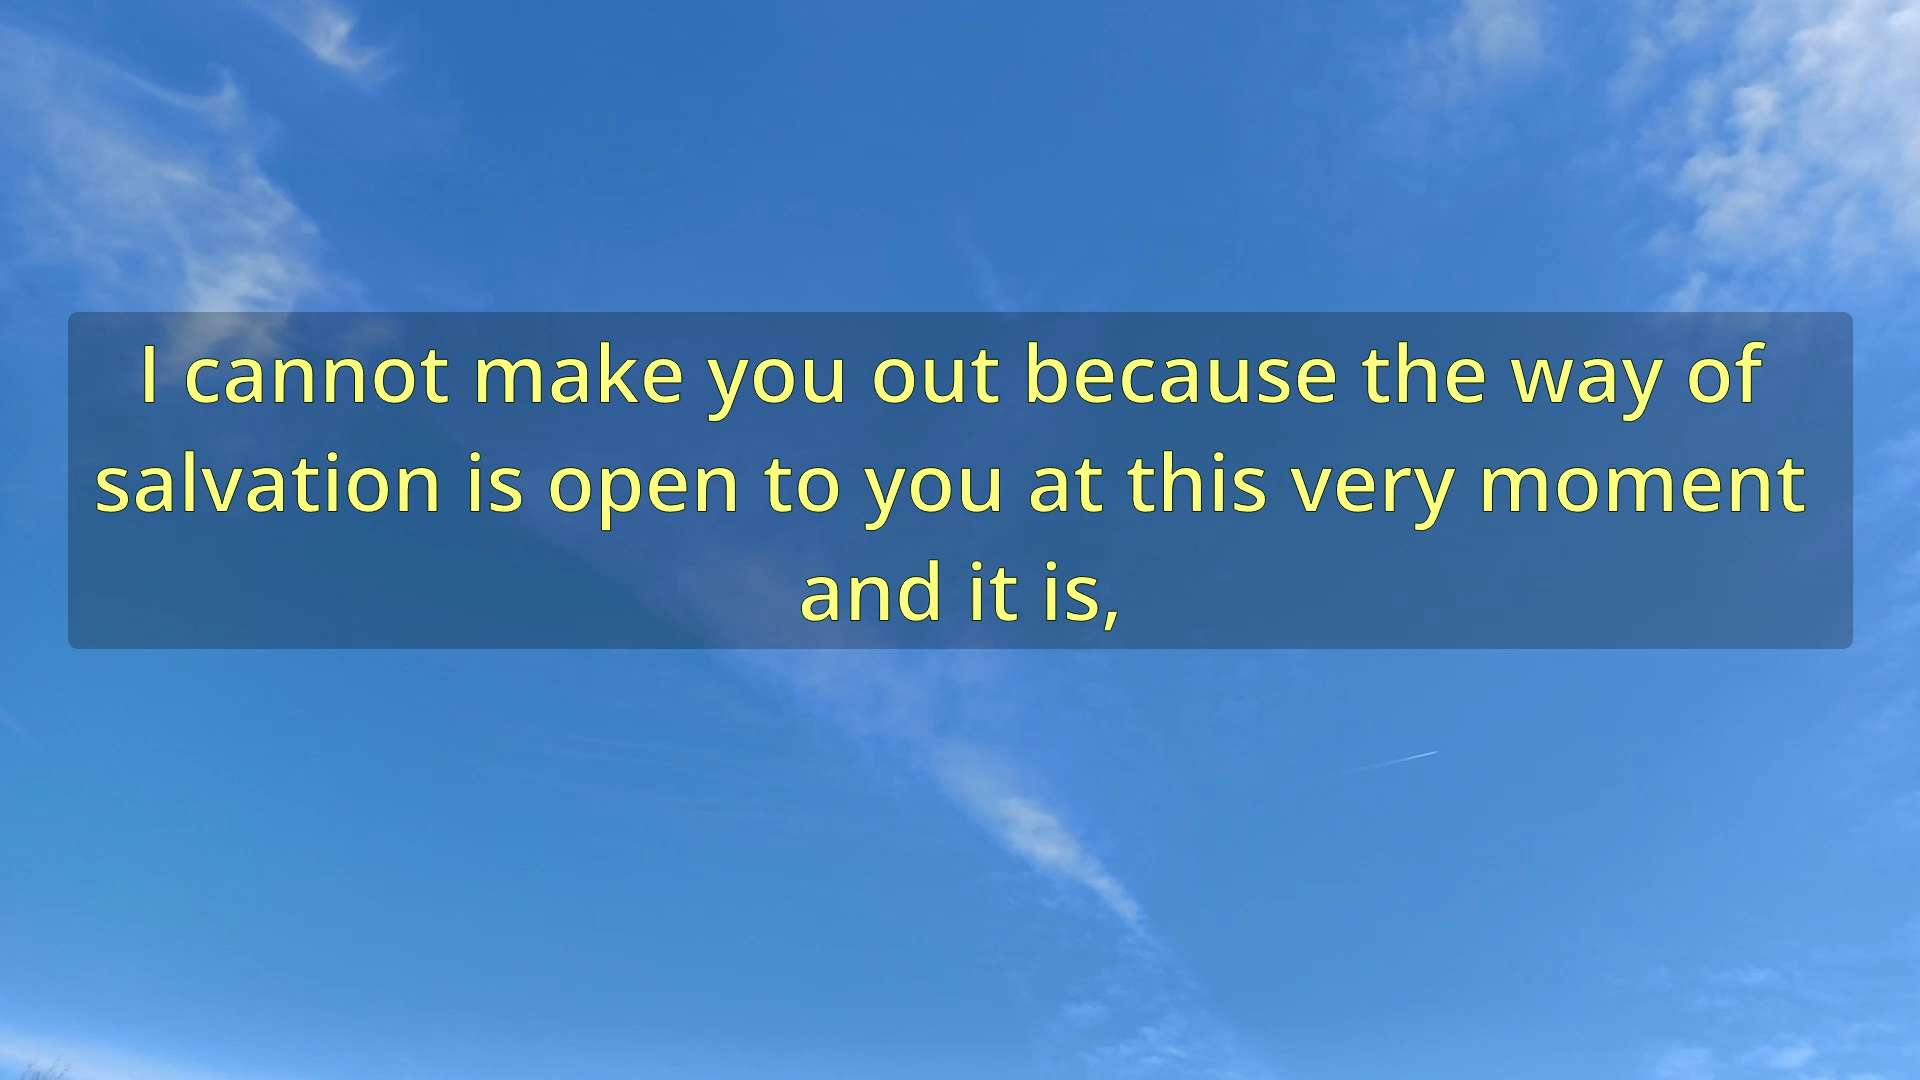 I cannot make you out because the way of
salvation is open to you at this very moment
and it is,